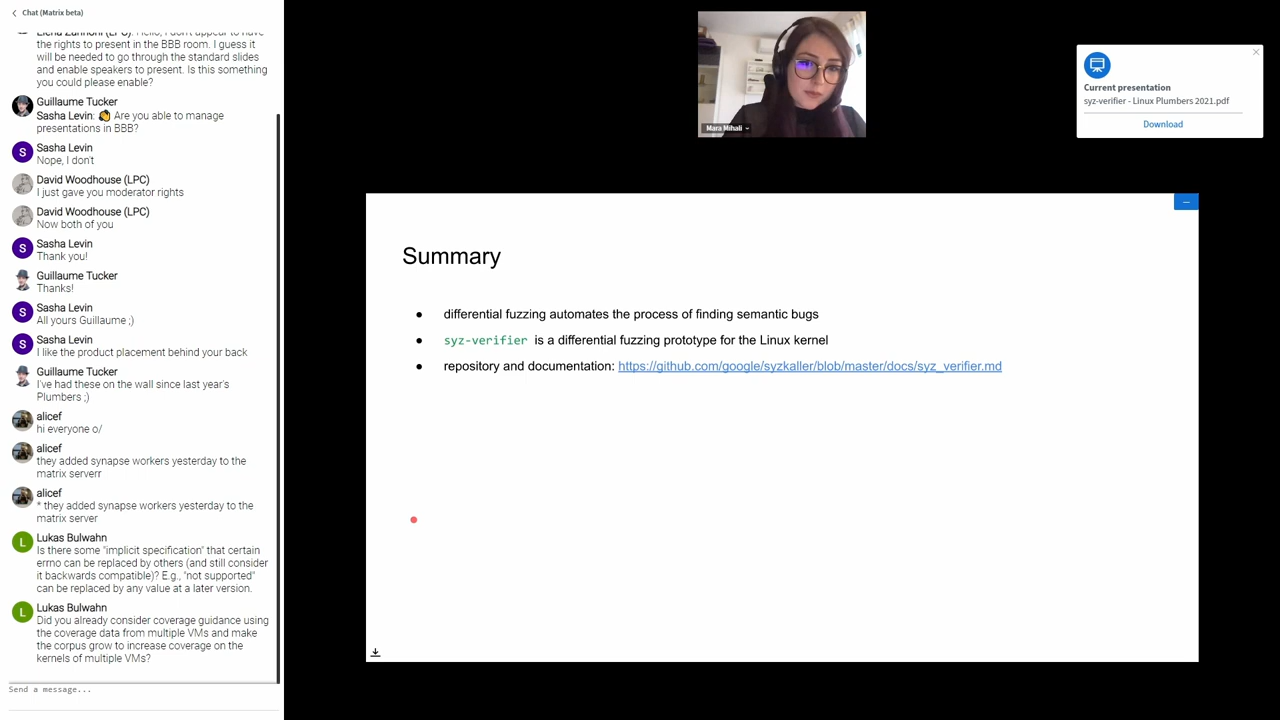 Chat (Matrix beta)
Elena Zannoni (LPC): Hello, I don't appear to have
the rights to present in the BBB room. I guess it
will be needed to go through the standard slides
and enable speakers to present. Is this something
you could please enable?
Guillaume Tucker
Sasha Levin: 👏 Are you able to manage
presentations in BBB?
S
Sasha Levin
Nope, I don't
David Woodhouse (LPC)
I just gave you moderator rights
David Woodhouse (LPC)
Now both of you
S
Sasha Levin
Thank you!
Guillaume Tucker
Thanks!
S
Sasha Levin
All yours Guillaume ;)
S
Sasha Levin
I like the product placement behind your back
Guillaume Tucker
I've had these on the wall since last year's
Plumbers ;)
alicef
hi everyone o/
alicef
they added synapse workers yesterday to the
matrix serverr
alicef
* they added synapse workers yesterday to the
matrix server
L
Lukas Bulwahn
Is there some "implicit specification" that certain
errno can be replaced by others (and still consider
it backwards compatible)? E.g., "not supported"
can be replaced by any value at a later version.
L
Lukas Bulwahn
Did you already consider coverage guidance using
the coverage data from multiple VMs and make
the corpus grow to increase coverage on the
kernels of multiple VMs?
Send a message...
Mara Mihali
Current presentation
syz-verifier - Linux Plumbers 2021.pdf
Download
Summary
● differential fuzzing automates the process of finding semantic bugs
● syz-verifier is a differential fuzzing prototype for the Linux kernel
● repository and documentation: https://github.com/google/syzkaller/blob/master/docs/syz_verifier.md